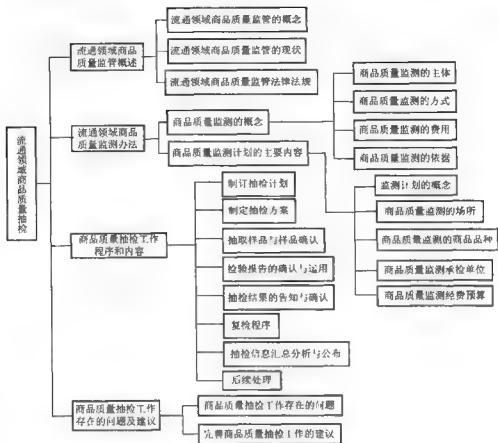 流通领域商品质量抽检
流通领域商品
质量监管概述
流通领域商品质量监管的概念
流通领域商品质量监管的现状
流通领域商品质量监管法律法规
流通领域商品
质量监测办法
商品质量监测的概念
商品质量监测的主体
商品质量监测的方式
商品质量监测的费用
商品质量监测的依据
商品质量监测计划的主要内容
监测计划的概念
商品质量监测的场所
商品质量监测的商品品种
商品质量监测承检单位
商品质量监测经费预算
商品质量抽检工作
程序和内容
制订抽检计划
制定抽检方案
抽取样品与样品确认
检验报告的确认与运用
抽检结果的告知与确认
复检程序
抽检信息汇总分析与公布
后续处理
商品质量抽检工作
存在的问题及建议
商品质量抽检工作存在的问题
完善商品质量抽检工作的建议